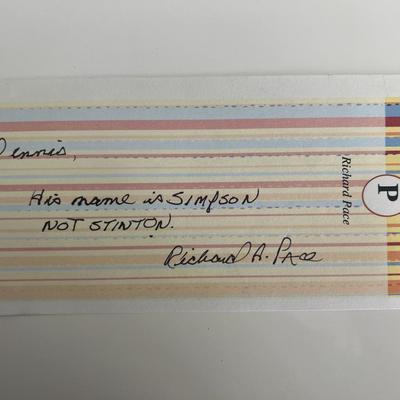 Dennis,
His name is SIMPSON
NOT STINTON.
Richard A. Pace
Richard Pace
P